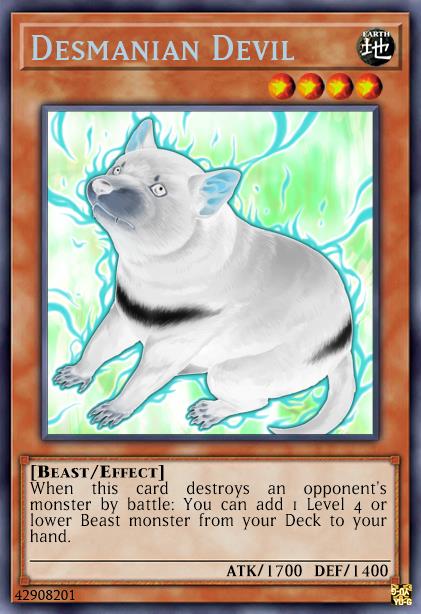 DESMANIAN DEVIL
EARTH
地
[BEAST/EFFECT]
When this card destroys an opponent's
monster by battle: You can add 1 Level 4 or
lower Beast monster from your Deck to your
hand.
ATK/1700 DEF/1400
42908201